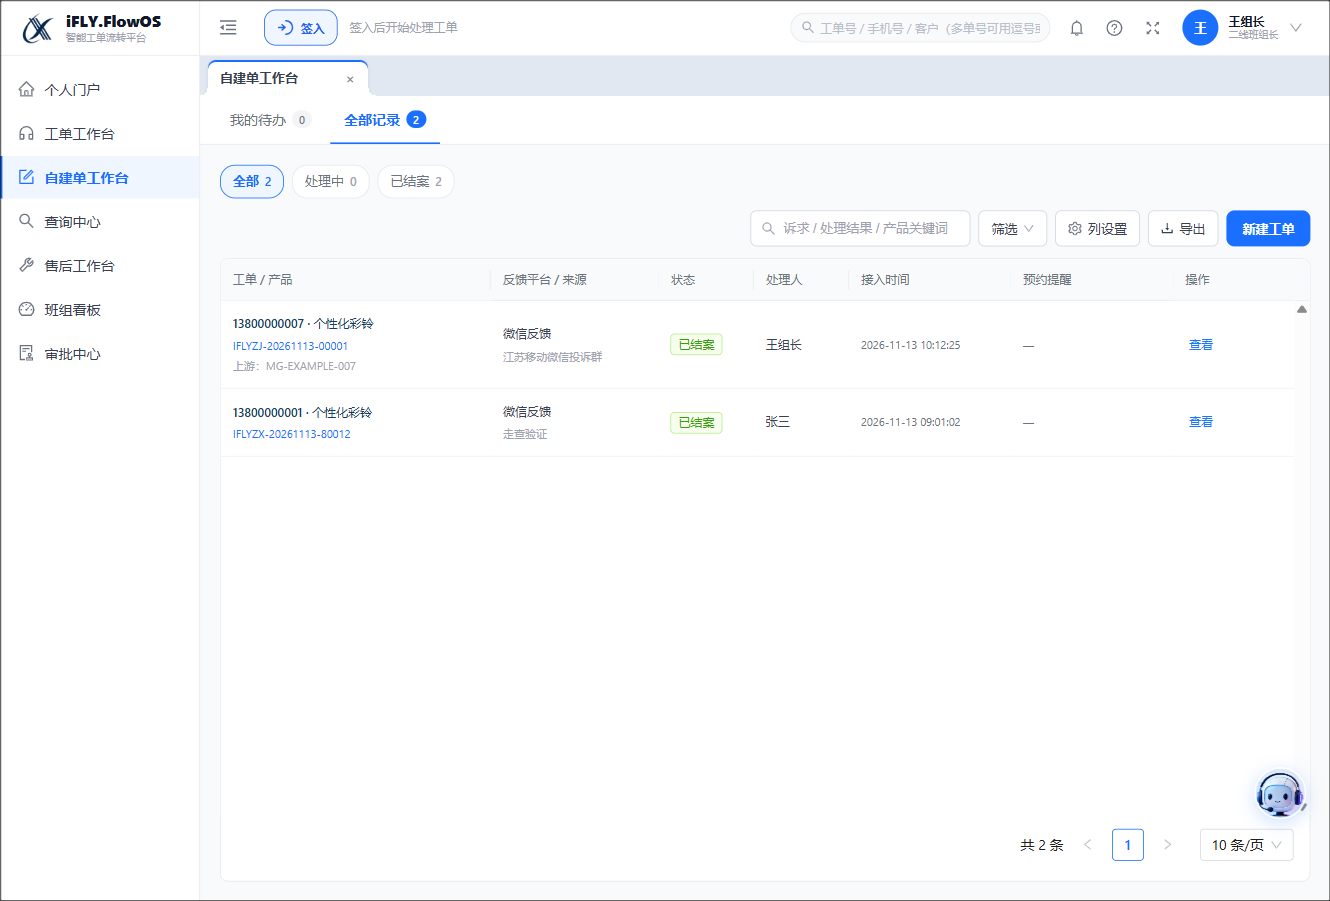 iFLY.FlowOS
智能工单流转平台
签入
签入后开始处理工单
工单号 / 手机号 / 客户（多单号可用逗号
王
王组长
二线班组长
个人门户
工单工作台
自建单工作台
查询中心
售后工作台
班组看板
审批中心
自建单工作台 ×
我的待办 0
全部记录 2
全部 2
处理中 0
已结案 2
诉求 / 处理结果 / 产品关键词
筛选
列设置
导出
新建工单
工单 / 产品 反馈平台 / 来源 状态 处理人 接入时间 预约提醒 操作
13800000007 · 个性化彩铃
IFLYZJ-20261113-00001
上游：MG-EXAMPLE-007
微信反馈
江苏移动微信投诉群
已结案
王组长
2026-11-13 10:12:25
—
查看
13800000001 · 个性化彩铃
IFLYZX-20261113-80012
微信反馈
走查验证
已结案
张三
2026-11-13 09:01:02
—
查看
共 2 条
1
10 条/页